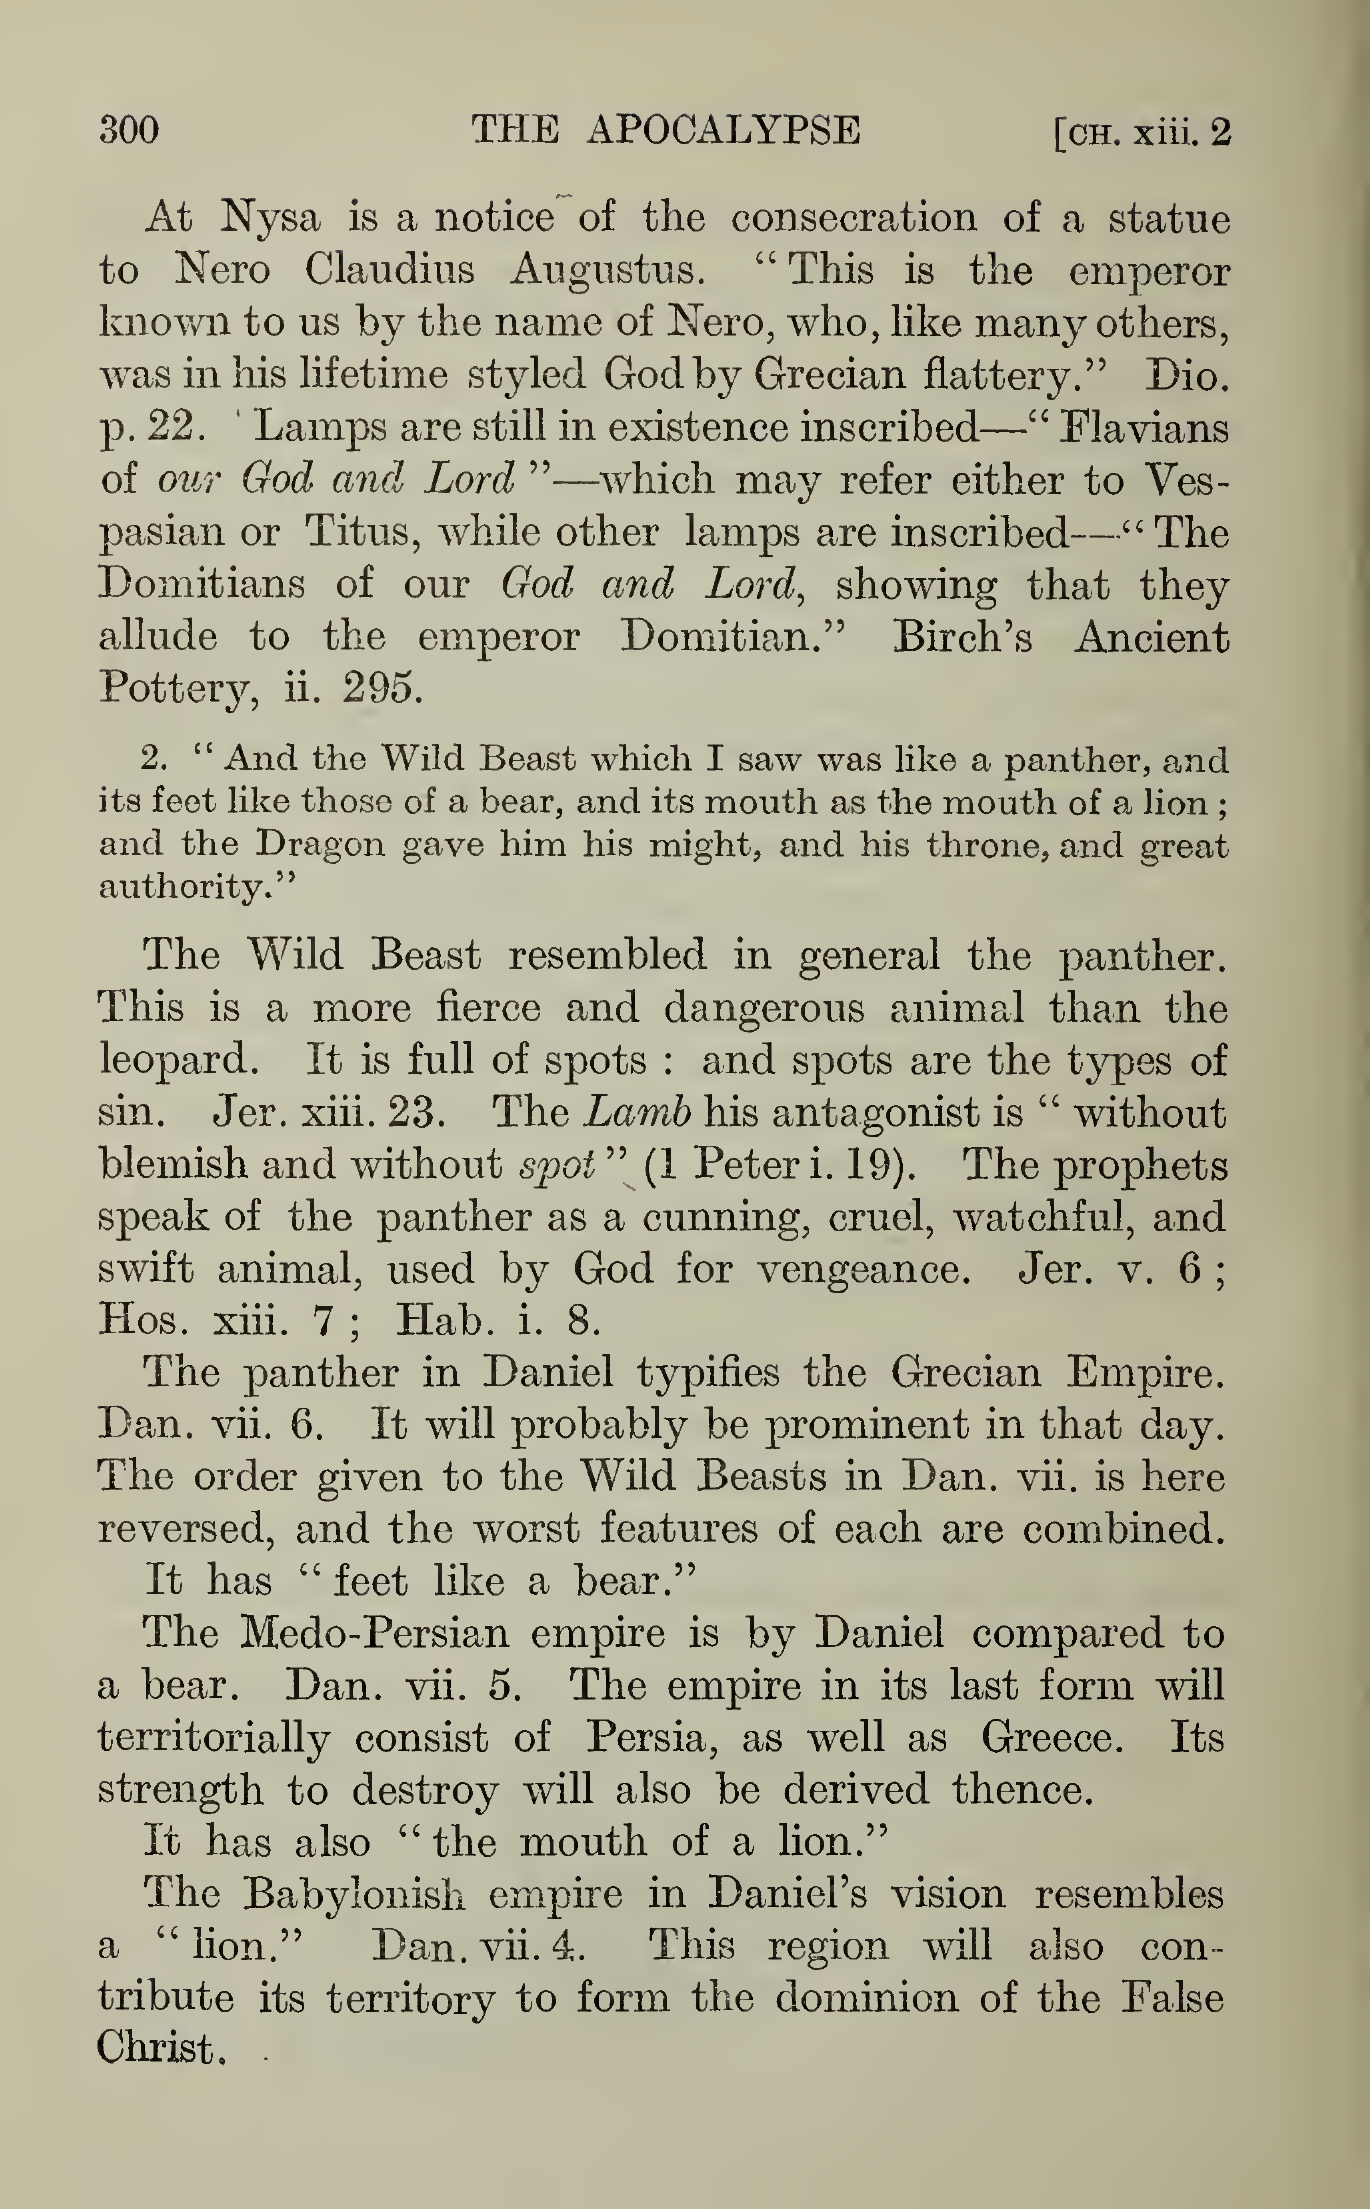 300 THE APOCALYPSE [CH. xiii. 2
At Nysa is a notice of the consecration of a statue
to Nero Claudius Augustus. “This is the emperor
known to us by the name of Nero, who, like many others,
was in his lifetime styled God by Grecian flattery.” Dio.
p. 22. ‘Lamps are still in existence inscribed—“Flavians
of our God and Lord”—which may refer either to Ves-
pasian or Titus, while other lamps are inscribed—“The
Domitians of our God and Lord, showing that they
allude to the emperor Domitian.” Birch’s Ancient
Pottery, ii. 295.
2. “And the Wild Beast which I saw was like a panther, and
its feet like those of a bear, and its mouth as the mouth of a lion;
and the Dragon gave him his might, and his throne, and great
authority.”
The Wild Beast resembled in general the panther.
This is a more fierce and dangerous animal than the
leopard. It is full of spots: and spots are the types of
sin. Jer. xiii. 23. The Lamb his antagonist is “without
blemish and without spot” (1 Peter i. 19). The prophets
speak of the panther as a cunning, cruel, watchful, and
swift animal, used by God for vengeance. Jer. v. 6;
Hos. xiii. 7; Hab. i. 8.
The panther in Daniel typifies the Grecian Empire.
Dan. vii. 6. It will probably be prominent in that day.
The order given to the Wild Beasts in Dan. vii. is here
reversed, and the worst features of each are combined.
It has “feet like a bear.”
The Medo-Persian empire is by Daniel compared to
a bear. Dan. vii. 5. The empire in its last form will
territorially consist of Persia, as well as Greece. Its
strength to destroy will also be derived thence.
It has also “the mouth of a lion.”
The Babylonish empire in Daniel’s vision resembles
a “lion.” Dan. vii. 4. This region will also con-
tribute its territory to form the dominion of the False
Christ.